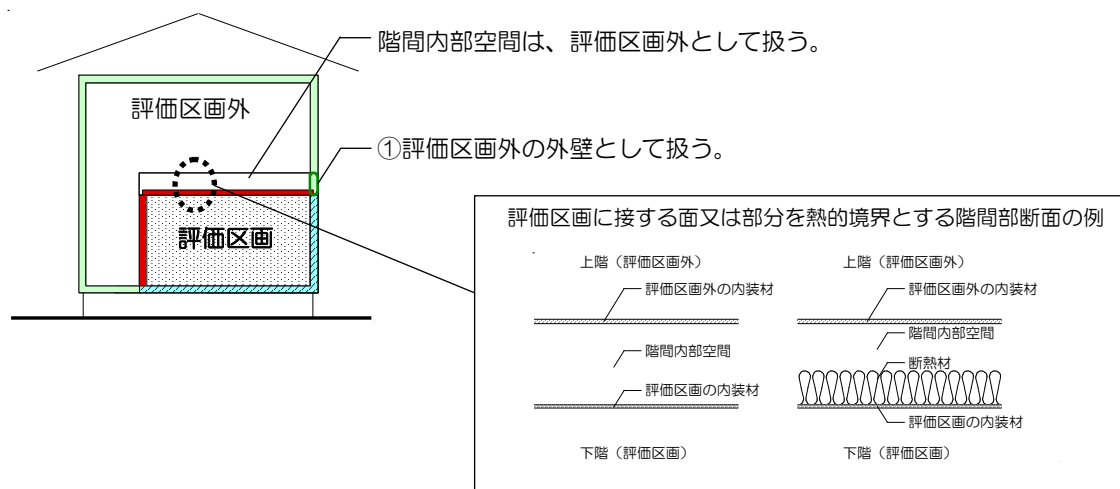 階間内部空間は、評価区画外として扱う。
評価区画外
①評価区画外の外壁として扱う。
評価区画
評価区画に接する面又は部分を熱的境界とする階間部断面の例
上階（評価区画外）
評価区画外の内装材
階間内部空間
評価区画の内装材
下階（評価区画）
上階（評価区画外）
評価区画外の内装材
階間内部空間
断熱材
評価区画の内装材
下階（評価区画）